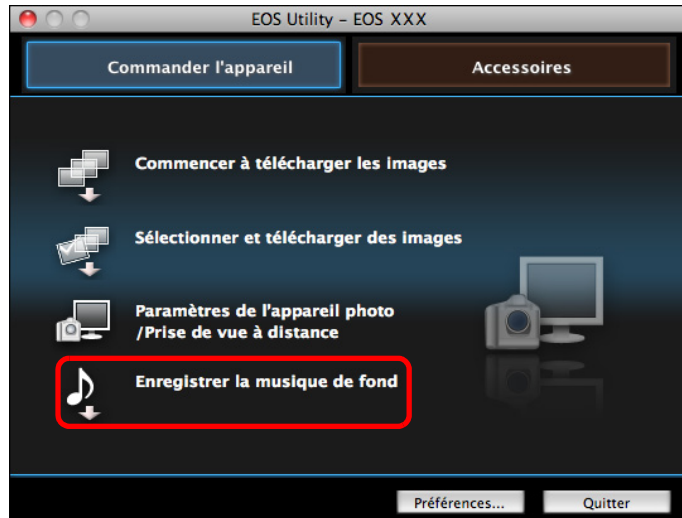 EOS Utility – EOS XXX
Commander l'appareil
Accessoires
Commencer à télécharger les images
Sélectionner et télécharger des images
Paramètres de l'appareil photo
/Prise de vue à distance
Enregistrer la musique de fond
Préférences...
Quitter